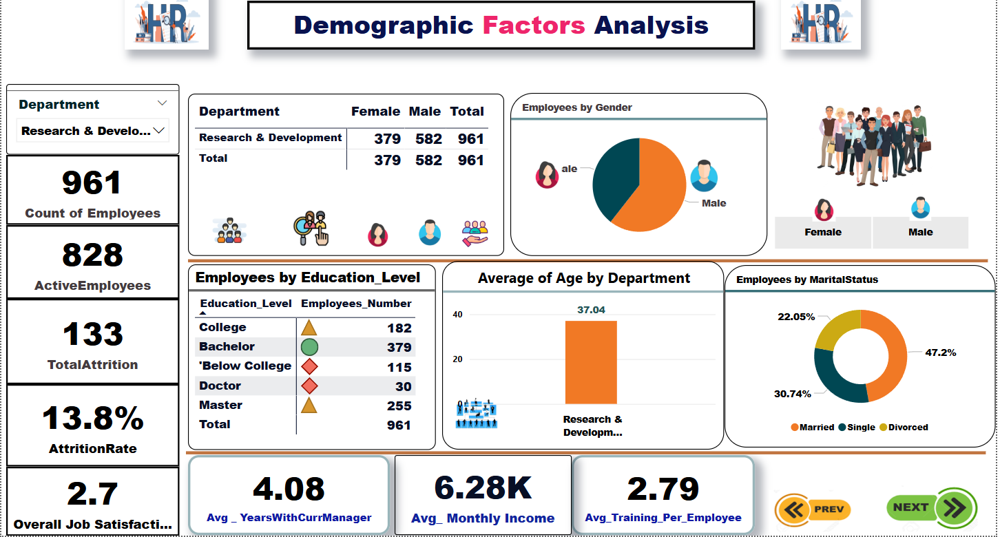 HR
Demographic Factors Analysis
HR
Department
Research & Develo...
961
Count of Employees
828
ActiveEmployees
133
TotalAttrition
13.8%
AttritionRate
2.7
Overall Job Satisfacti...
Department Female Male Total
Research & Development 379 582 961
Total 379 582 961
Employees by Gender
ale
Male
Female Male
Employees by Education_Level
Education_Level Employees_Number
College 182
Bachelor 379
'Below College 115
Doctor 30
Master 255
Total 961
Average of Age by Department
37.04
40
20
0
Research &
Developm...
Employees by MaritalStatus
22.05%
47.2%
30.74%
Married Single Divorced
4.08
Avg _ YearsWithCurrManager
6.28K
Avg_ Monthly Income
2.79
Avg_Training_Per_Employee
PREV
NEXT